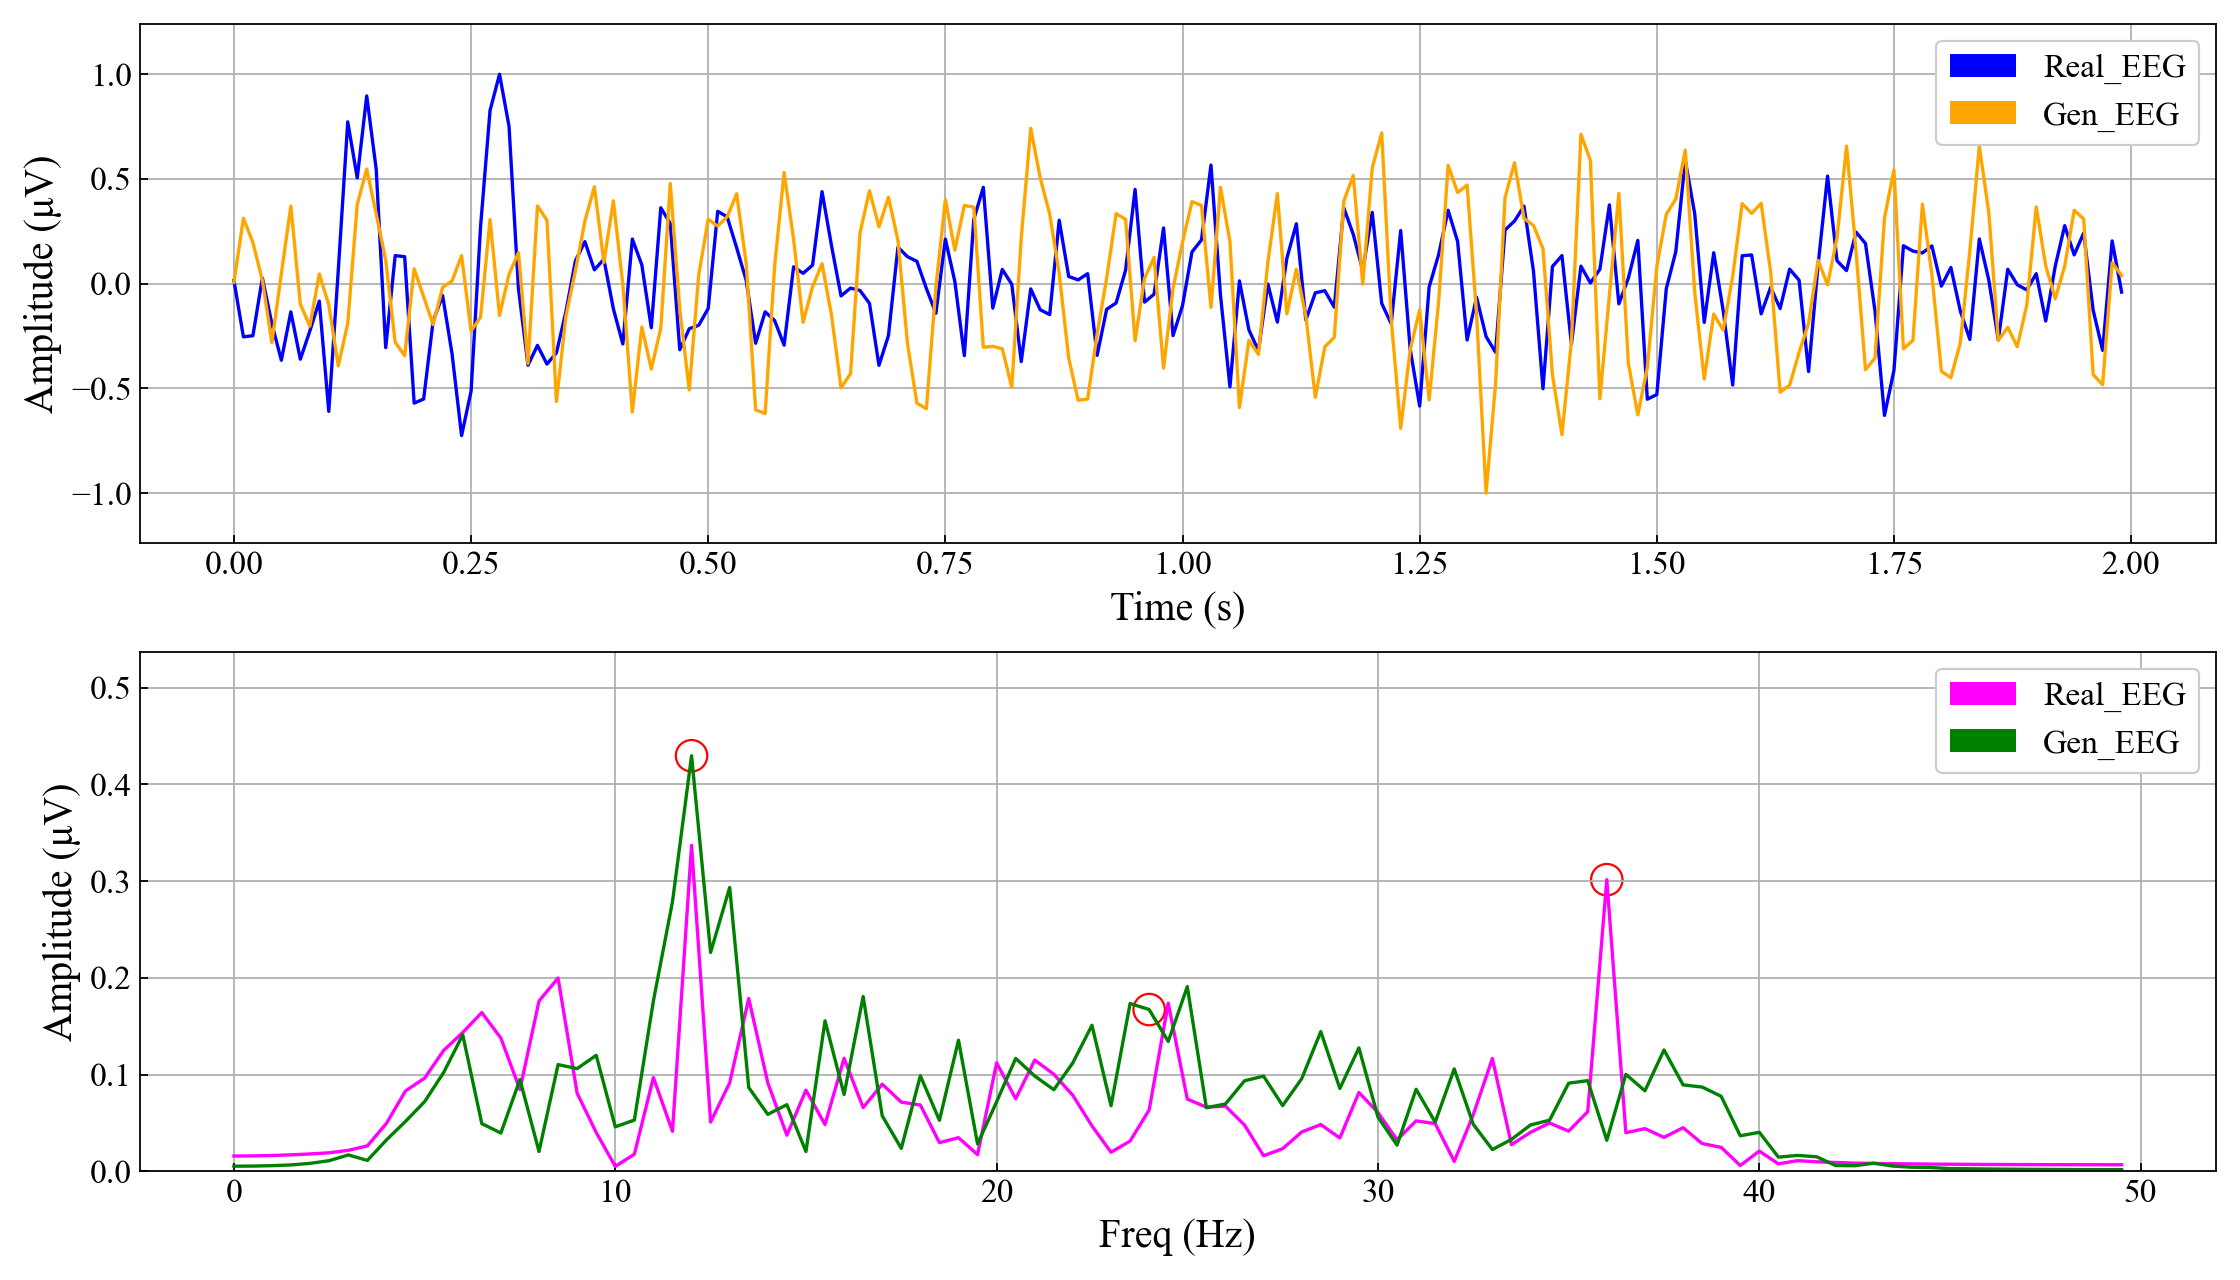 Amplitude (μV)
1.0
0.5
0.0
−0.5
−1.0
Real_EEG
Gen_EEG
0.00 0.25 0.50 0.75 1.00 1.25 1.50 1.75 2.00
Time (s)
Amplitude (μV)
0.5
0.4
0.3
0.2
0.1
0.0
Real_EEG
Gen_EEG
0 10 20 30 40 50
Freq (Hz)